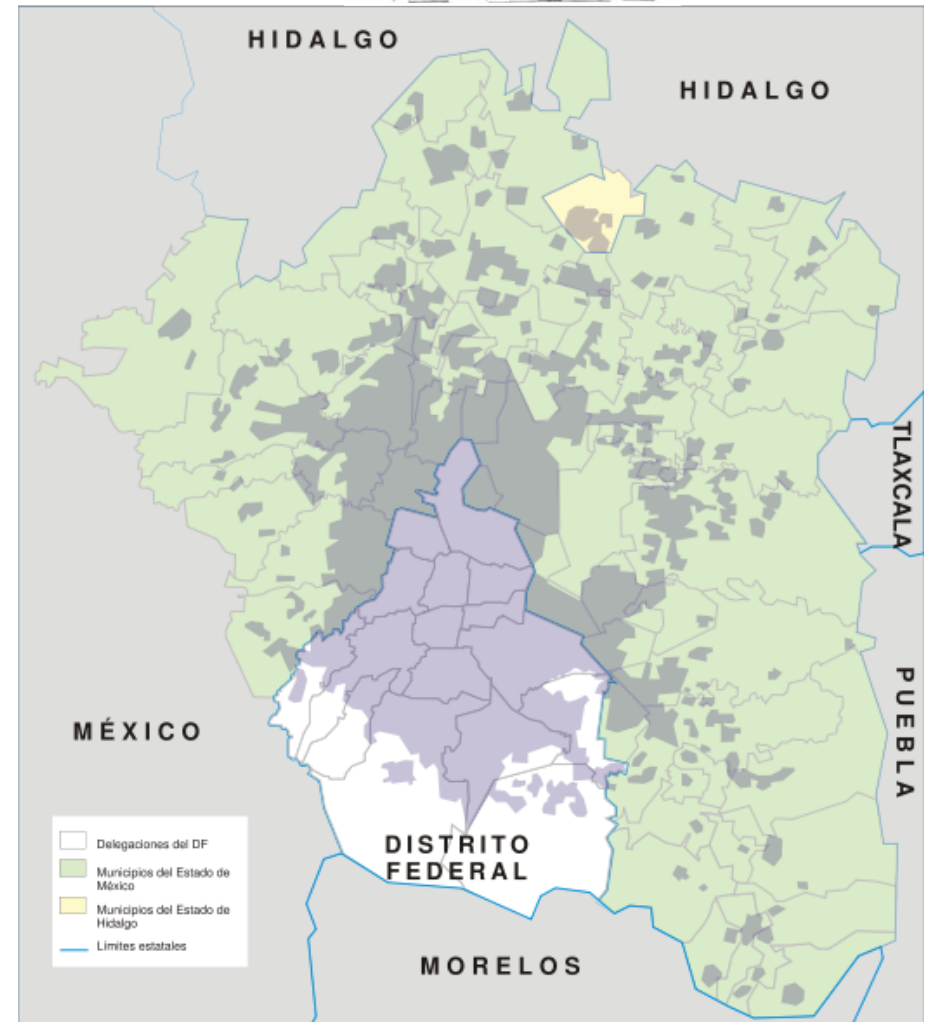 HIDALGO
HIDALGO
TLAXCALA
PUEBLA
MÉXICO
DISTRITO
FEDERAL
MORELOS
Delegaciones del DF
Municipios del Estado de
México
Municipios del Estado de
Hidalgo
Límites estatales